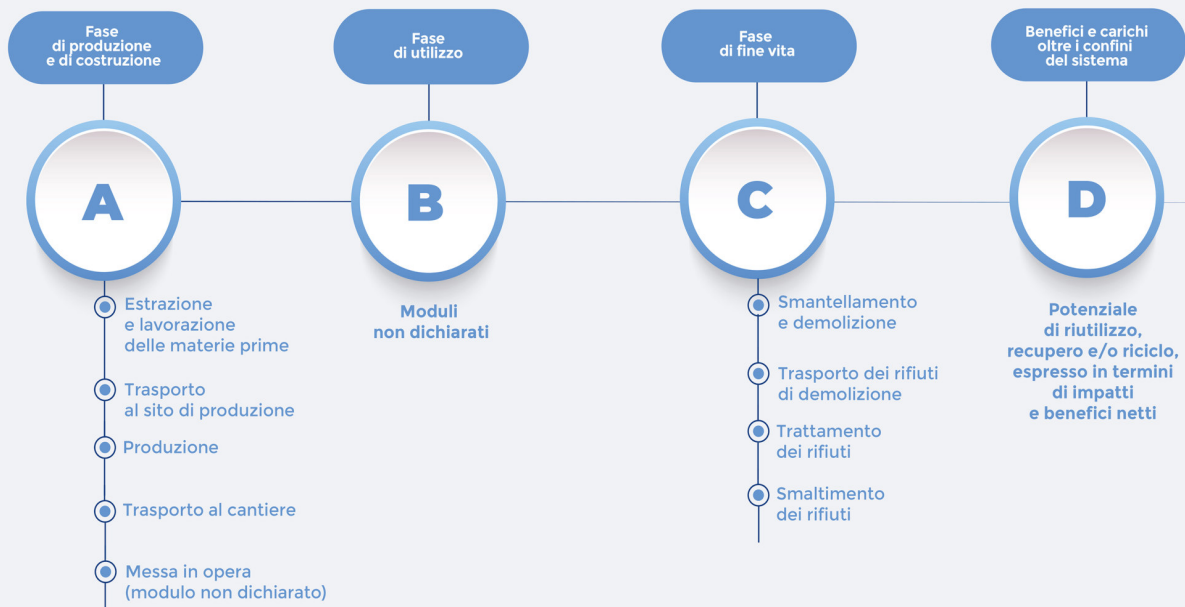 Fase
di produzione
e di costruzione
A
Estrazione
e lavorazione
delle materie prime
Trasporto
al sito di produzione
Produzione
Trasporto al cantiere
Messa in opera
(modulo non dichiarato)
Fase
di utilizzo
B
Moduli
non dichiarati
Fase
di fine vita
C
Smantellamento
e demolizione
Trasporto dei rifiuti
di demolizione
Trattamento
dei rifiuti
Smaltimento
dei rifiuti
Benefici e carichi
oltre i confini
del sistema
D
Potenziale
di riutilizzo,
recupero e/o riciclo,
espresso in termini
di impatti
e benefici netti